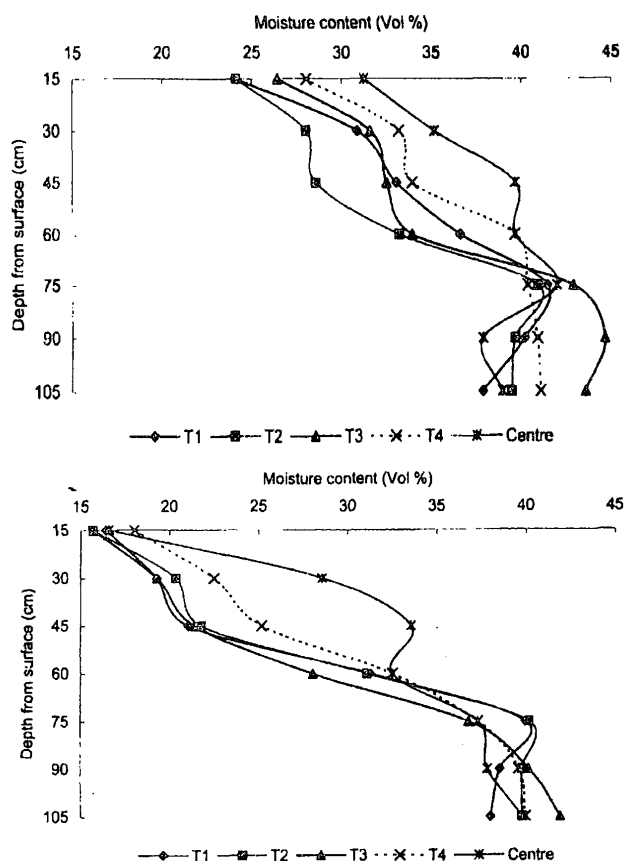 Moisture content (Vol %)
15 20 25 30 35 40 45
Depth from surface (cm)
15
30
45
60
75
90
105
T1 T2 T3 T4 Centre
Moisture content (Vol %)
15 20 25 30 35 40 45
Depth from surface (cm)
15
30
45
60
75
90
105
T1 T2 T3 T4 Centre